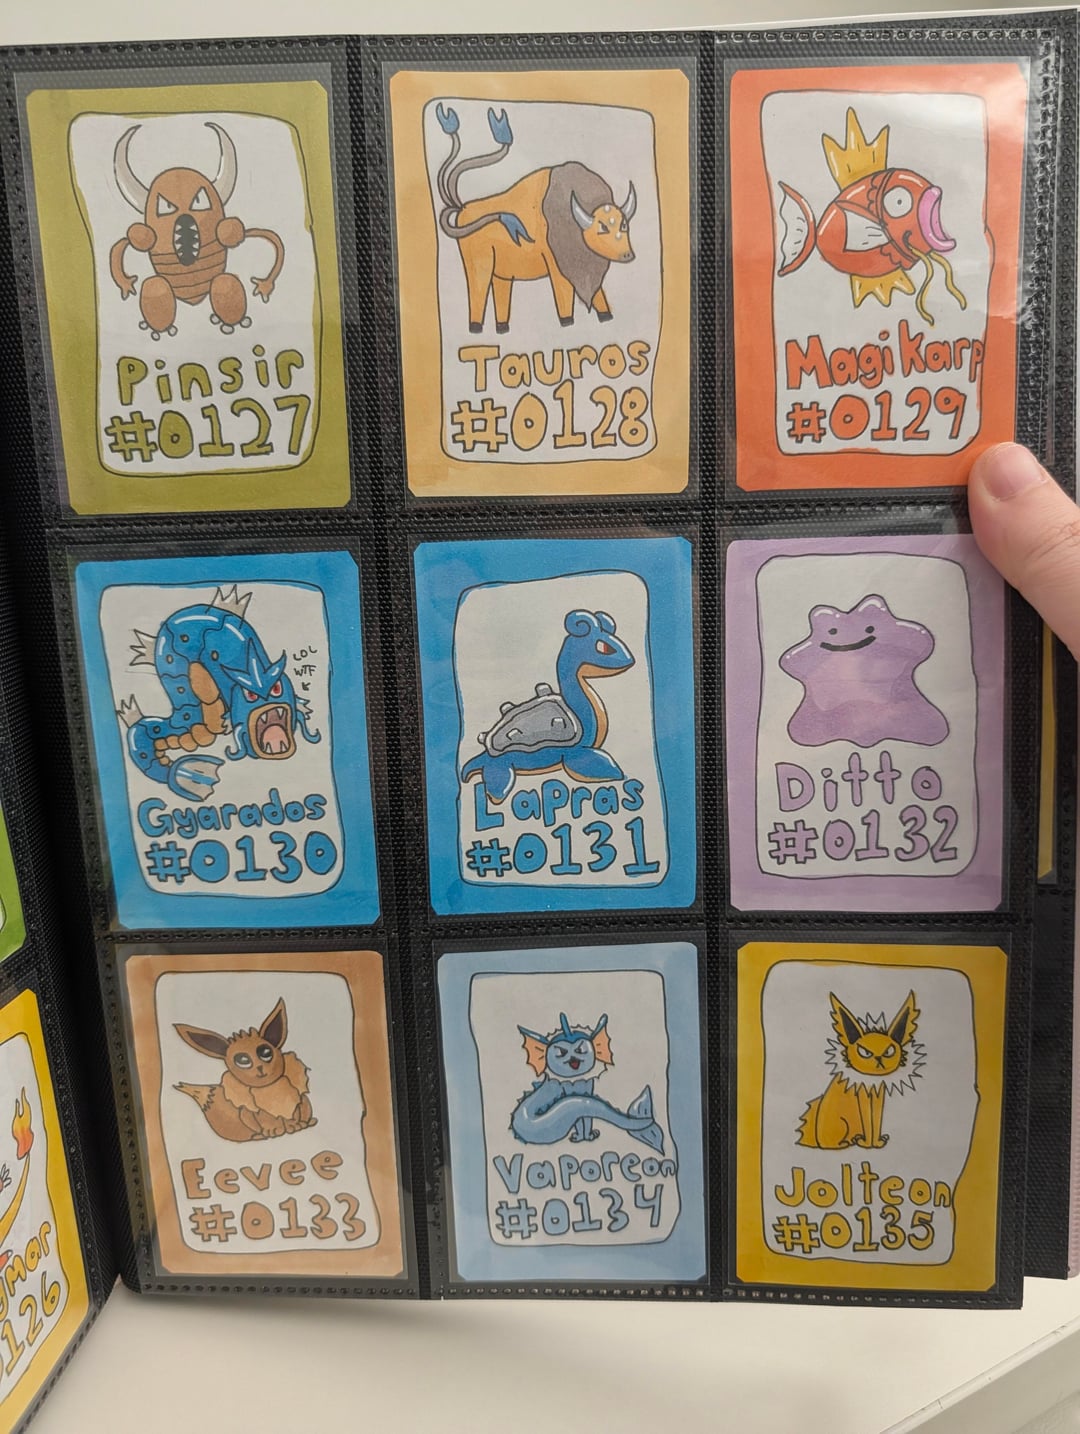 Pinsir
#0127
Tauros
#0128
Magikarp
#0129
LOL
WTF
Gyarados
#0130
Lapras
#0131
Ditto
#0132
Eevee
#0133
Vaporeon
#0134
Jolteon
#0135
126